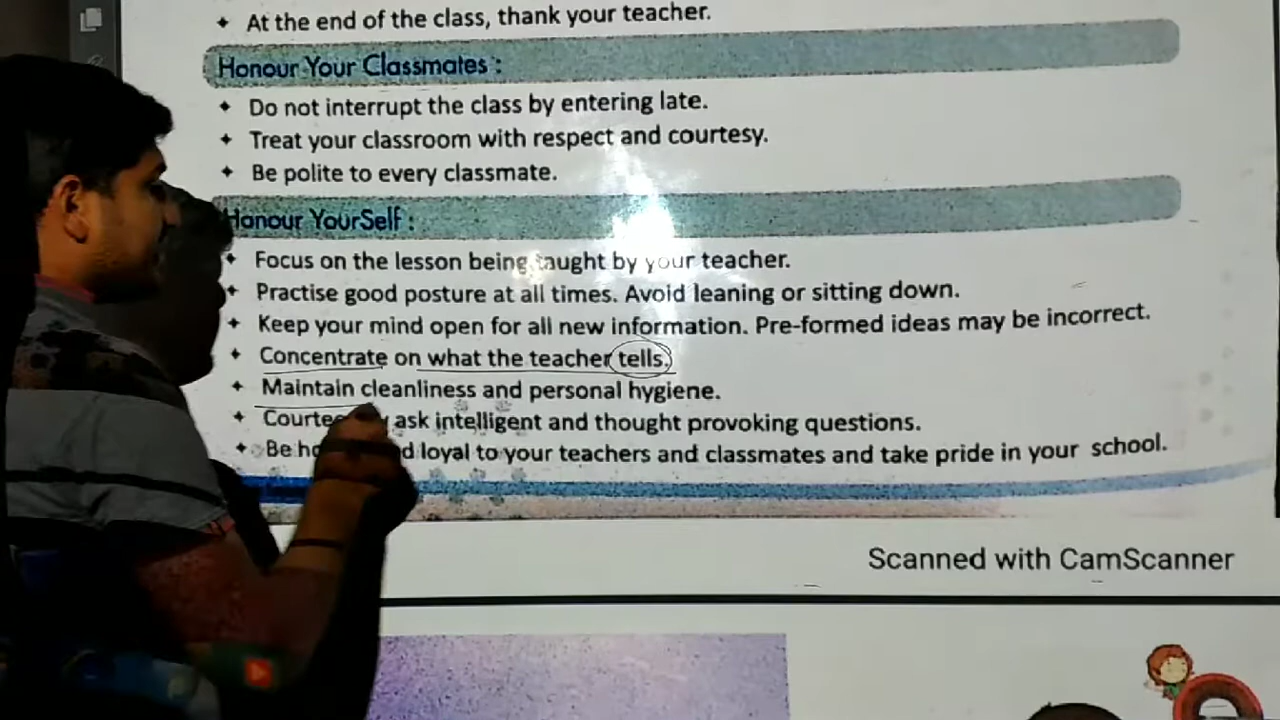 At the end of the class, thank your teacher.
Honour Your Classmates :
Do not interrupt the class by entering late.
Treat your classroom with respect and courtesy.
Be polite to every classmate.
Honour YourSelf :
Focus on the lesson being taught by your teacher.
Practise good posture at all times. Avoid leaning or sitting down.
Keep your mind open for all new information. Pre-formed ideas may be incorrect.
Concentrate on what the teacher tells.
Maintain cleanliness and personal hygiene.
ask intelligent and thought provoking questions.
Be loyal to your teachers and classmates and take pride in your school.
Scanned with CamScanner